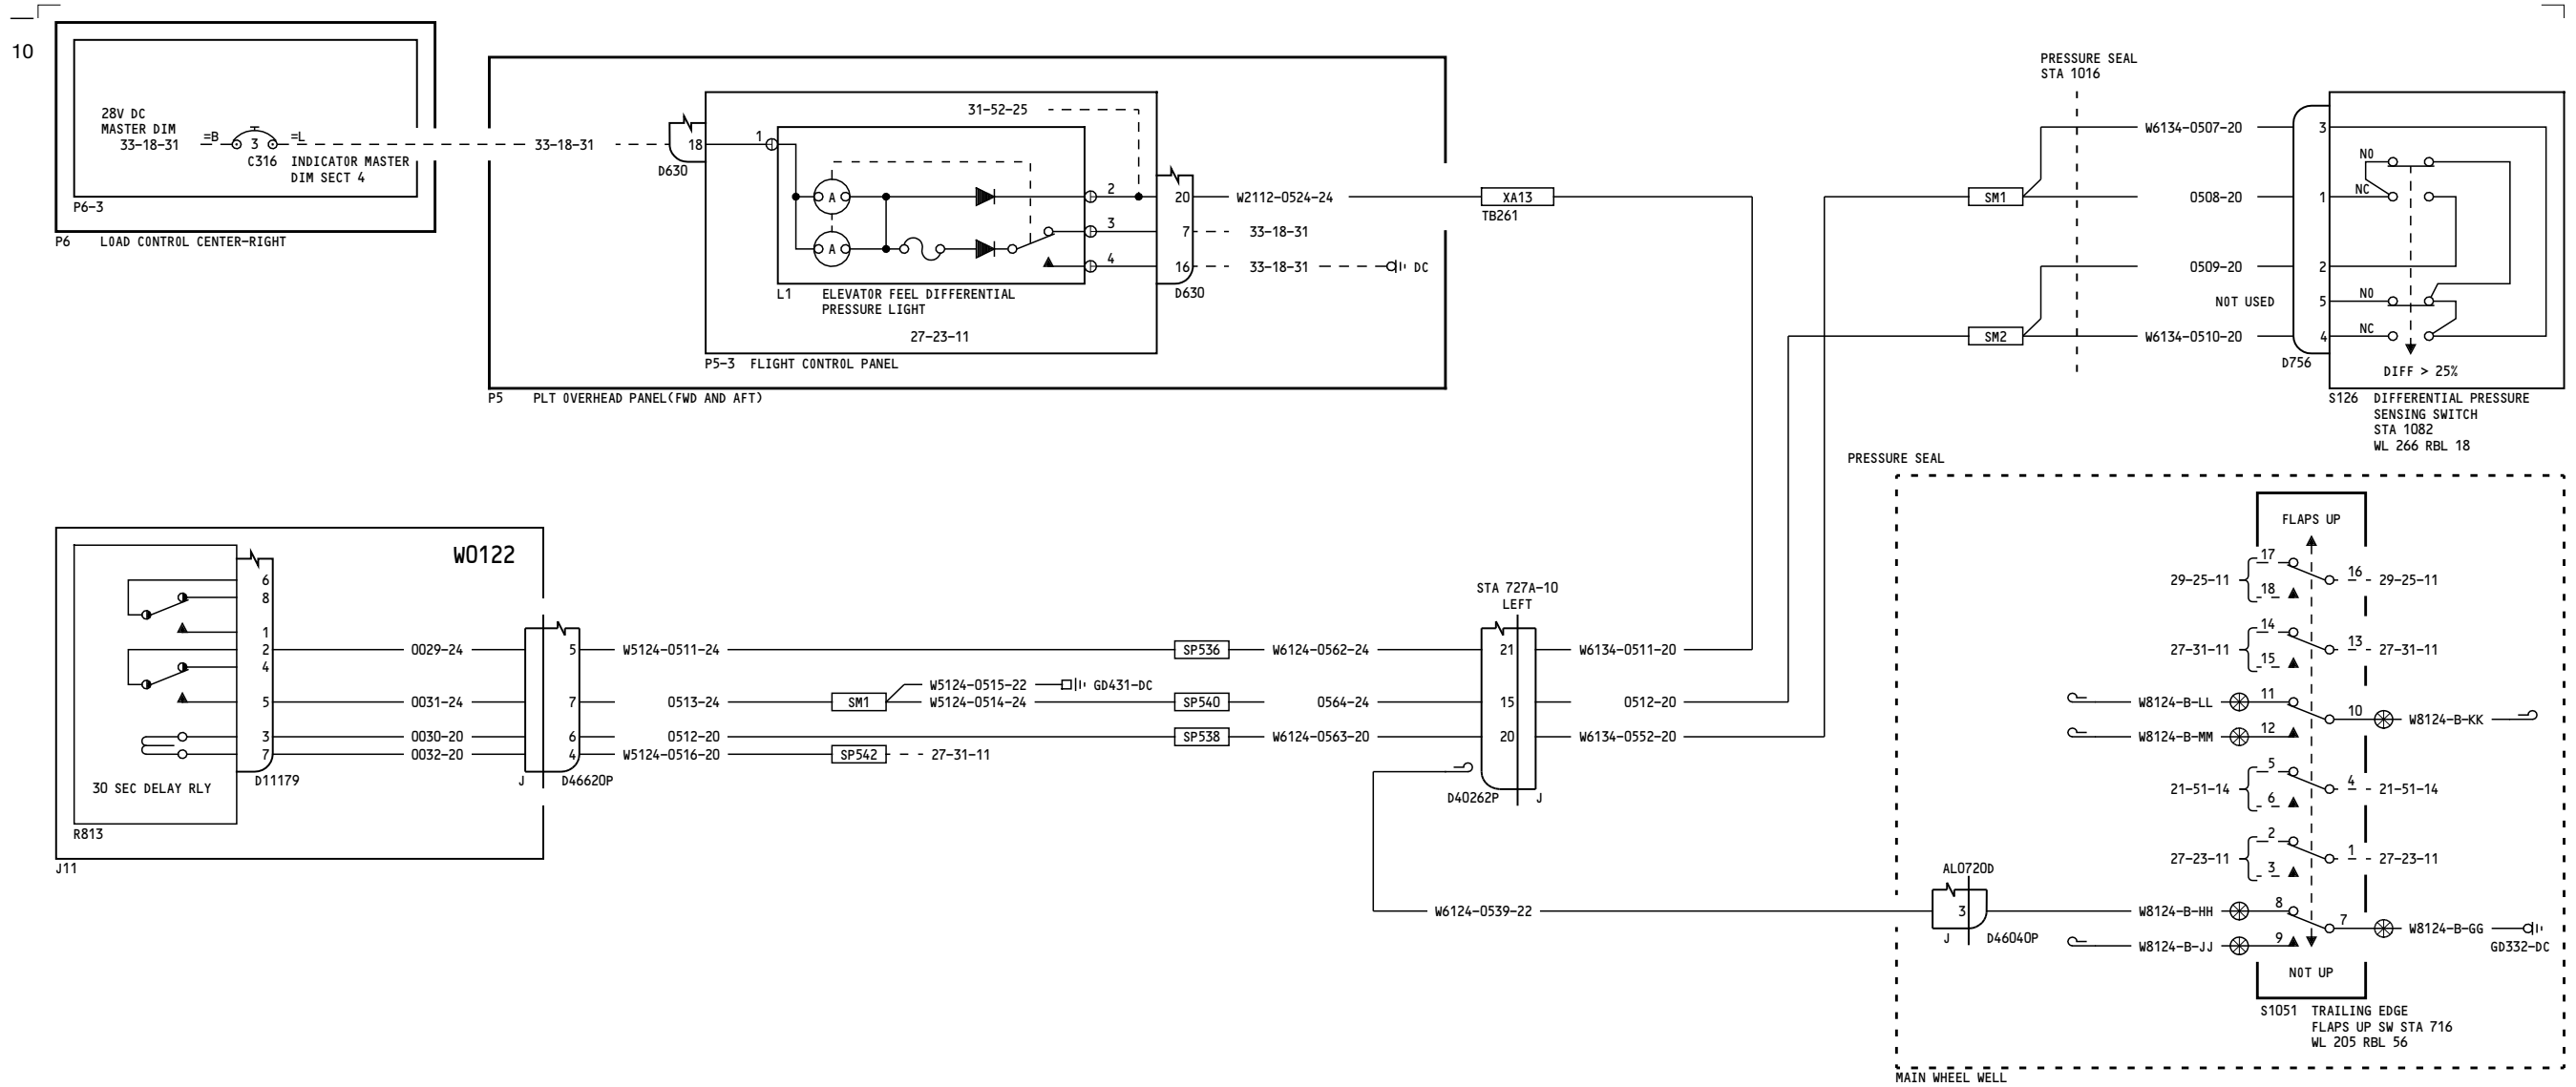 10
28V DC
MASTER DIM
33-18-31
=B
3
=L
C316
INDICATOR MASTER
DIM SECT 4
P6-3
P6 LOAD CONTROL CENTER-RIGHT
33-18-31
18
D630
1
31-52-25
A
A
2
3
4
L1 ELEVATOR FEEL DIFFERENTIAL
PRESSURE LIGHT
27-23-11
P5-3 FLIGHT CONTROL PANEL
P5 PLT OVERHEAD PANEL(FWD AND AFT)
20 W2112-0524-24
7 33-18-31
16 33-18-31 DC
D630
XA13
TB261
PRESSURE SEAL
STA 1016
SM1
SM2
W6134-0507-20 3
0508-20 1
0509-20 2
NOT USED 5
W6134-0510-20 4
D756
NO
NC
NO
NC
DIFF > 25%
S126 DIFFERENTIAL PRESSURE
SENSING SWITCH
STA 1082
WL 266 RBL 18
W0122
6
8
1
2 0029-24 5 W5124-0511-24 SP536 W6124-0562-24 21 W6134-0511-20
4
W5124-0515-22 GD431-DC
5 0031-24 7 0513-24 SM1 W5124-0514-24 SP540 0564-24 15 0512-20
3 0030-20 6 0512-20 SP538 W6124-0563-20 20 W6134-0552-20
7 0032-20 4 W5124-0516-20 SP542 27-31-11
30 SEC DELAY RLY
D11179
J D46620P
R813
J11
STA 727A-10
LEFT
D40262P J
W6124-0539-22
PRESSURE SEAL
FLAPS UP
29-25-11 17 18 16 29-25-11
27-31-11 14 15 13 27-31-11
W8124-B-LL 11
10 W8124-B-KK
W8124-B-MM 12
21-51-14 5 6 4 21-51-14
27-23-11 2 3 1 27-23-11
AL0720D
3
J D46040P
W8124-B-HH 8
7 W8124-B-GG
W8124-B-JJ 9
GD332-DC
NOT UP
S1051 TRAILING EDGE
FLAPS UP SW STA 716
WL 205 RBL 56
MAIN WHEEL WELL